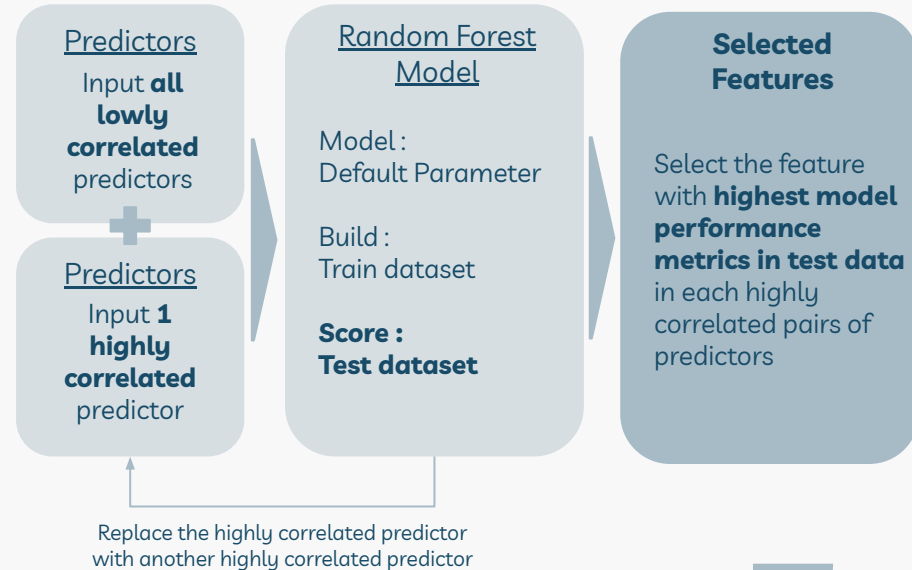 Predictors
Input all
lowly
correlated
predictors
Predictors
Input 1
highly
correlated
predictor
Random Forest
Model
Model :
Default Parameter
Build :
Train dataset
Score :
Test dataset
Selected
Features
Select the feature
with highest model
performance
metrics in test data
in each highly
correlated pairs of
predictors
Replace the highly correlated predictor
with another highly correlated predictor